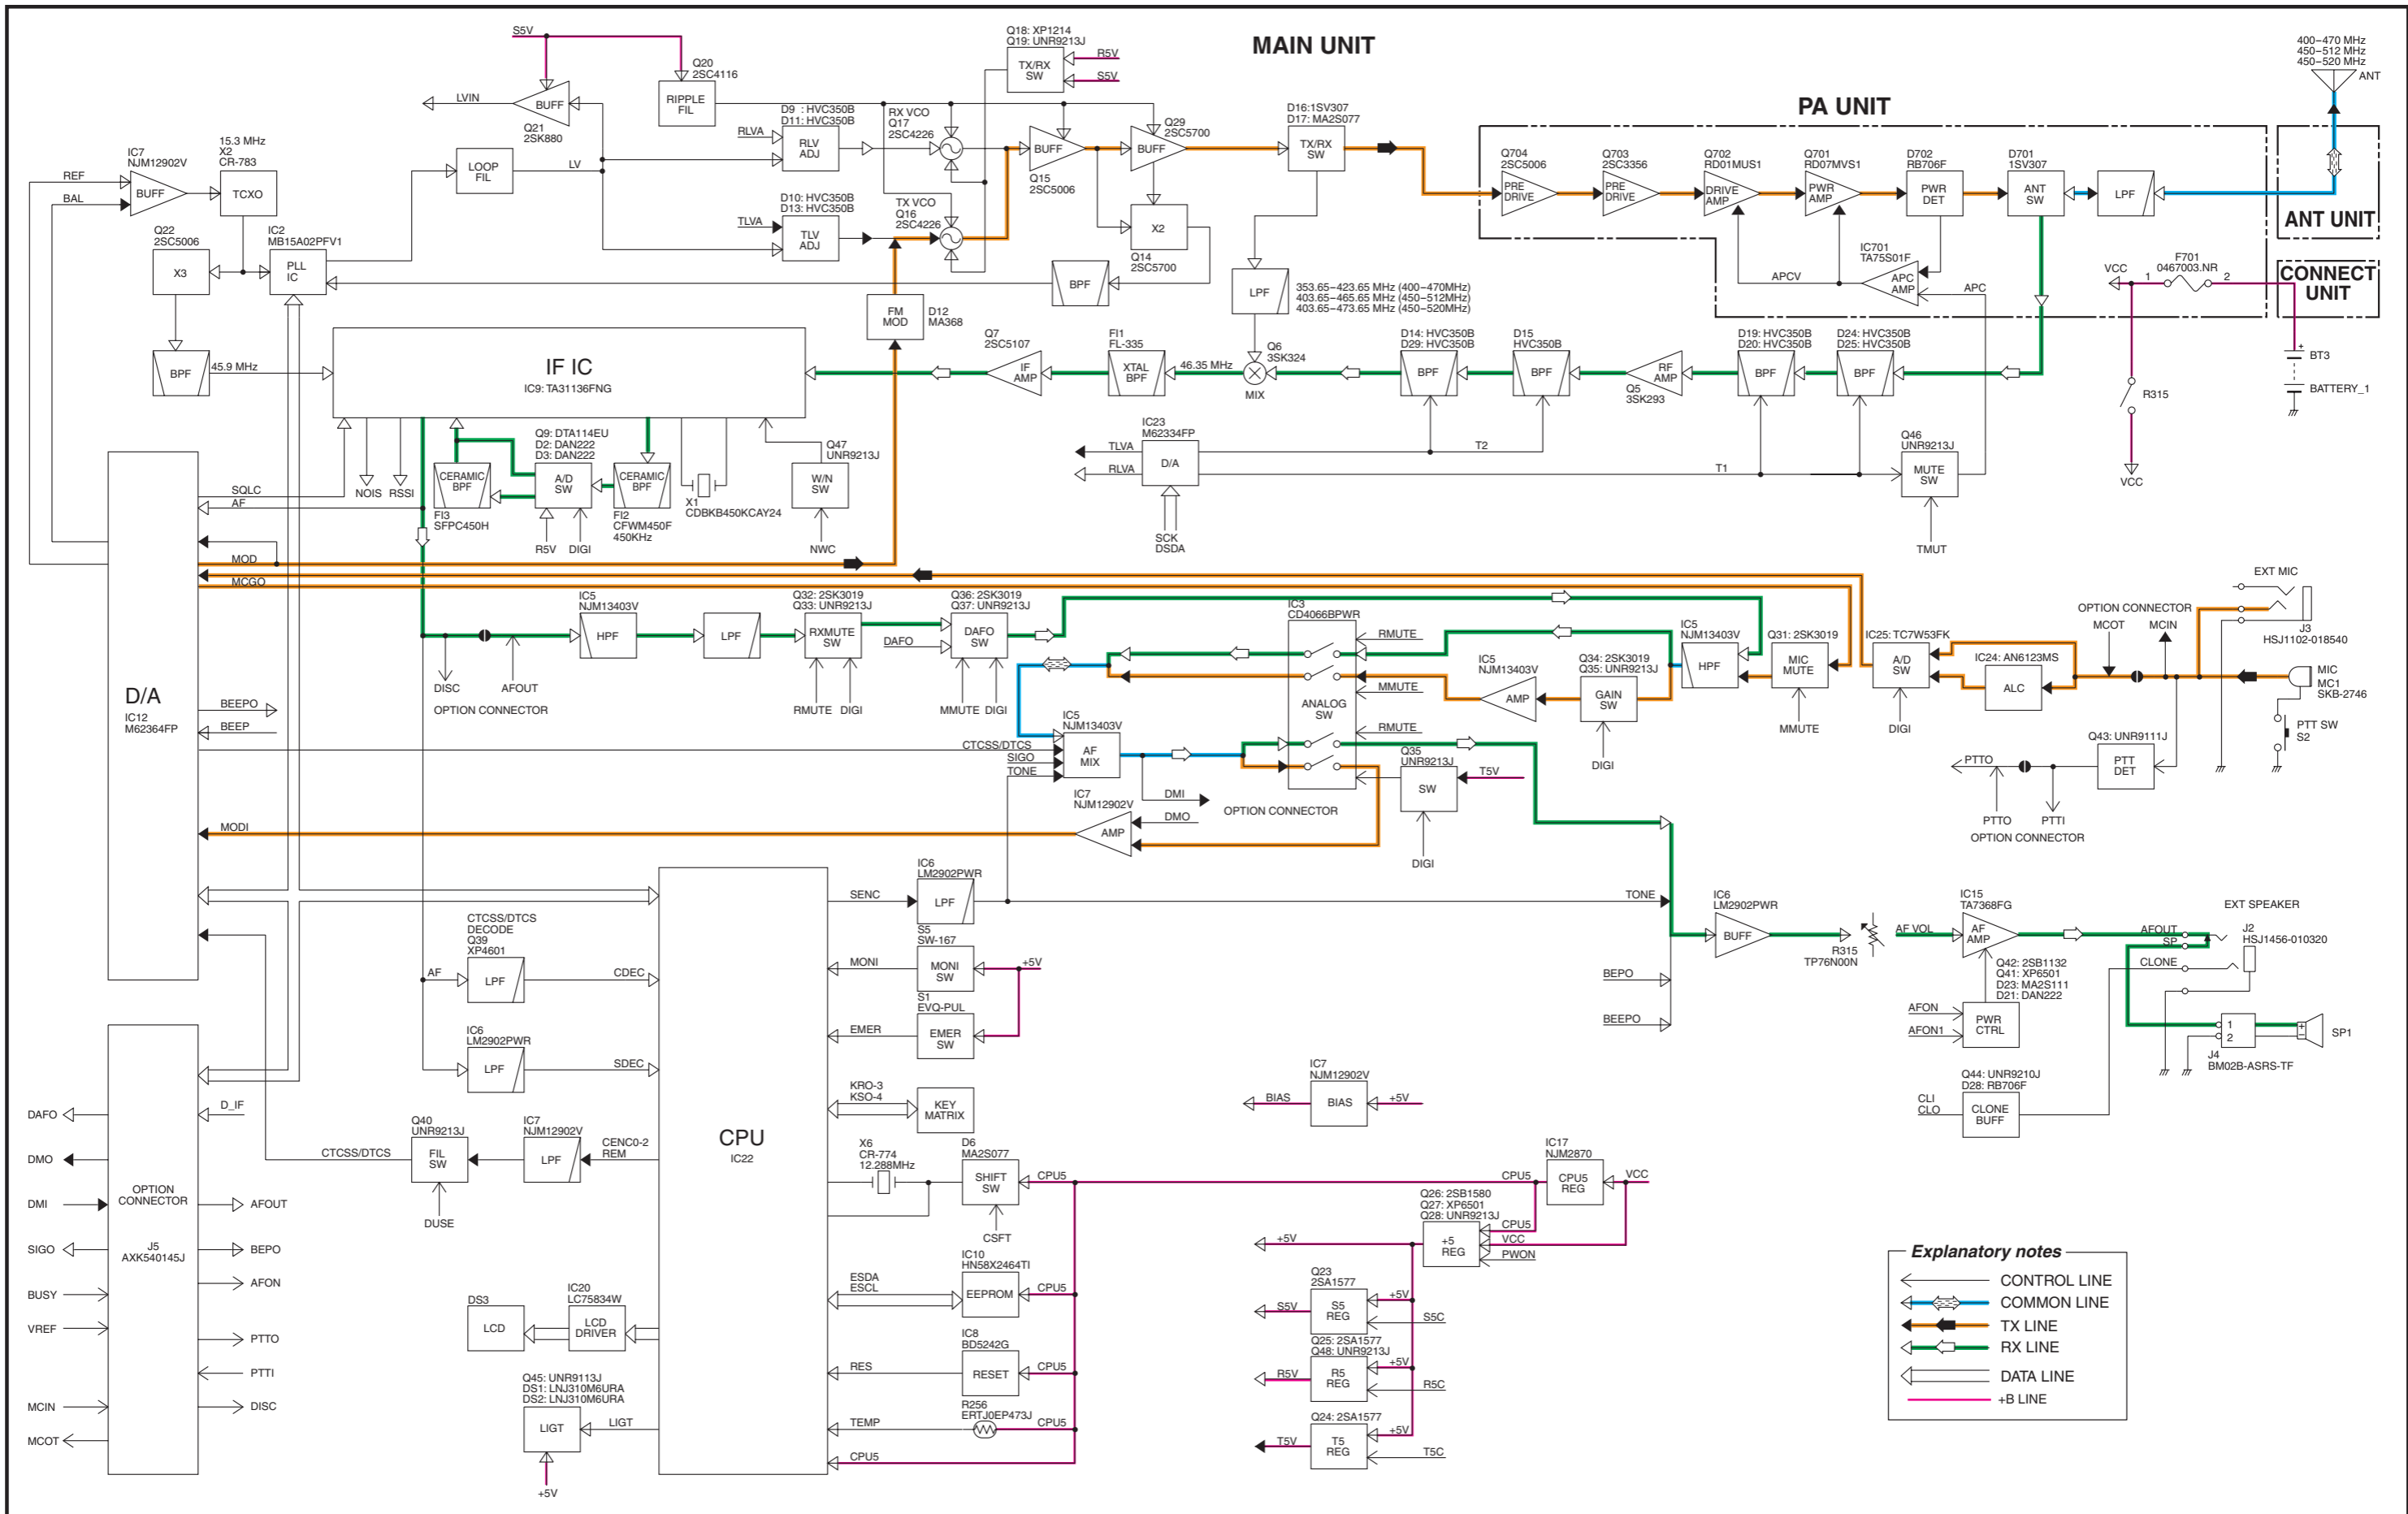 MAIN UNIT
PA UNIT
400–470 MHz
450–512 MHz
450–520 MHz
ANT
ANT UNIT
CONNECT
UNIT
S5V
Q20
2SC4116
RIPPLE
FIL
LVIN
BUFF
Q21
2SK880
Q18: XP1214
Q19: UNR9213J
TX/RX
SW
R5V
S5V
RLVA
D9 : HVC350B
D11: HVC350B
RLV
ADJ
RX VCO
Q17
2SC4226
BUFF
Q15
2SC5006
Q29
2SC5700
BUFF
D16:1SV307
D17: MA2S077
TX/RX
SW
IC7
NJM12902V
REF
BAL
BUFF
15.3 MHz
X2
CR-783
TCXO
LOOP
FIL
LV
Q22
2SC5006
X3
IC2
MB15A02PFV1
PLL
IC
D10: HVC350B
D13: HVC350B
TLVA
TLV
ADJ
TX VCO
Q16
2SC4226
X2
Q14
2SC5700
BPF
FM
MOD
D12
MA368
LPF
353.65–423.65 MHz (400–470MHz)
403.65–465.65 MHz (450–512MHz)
403.65–473.65 MHz (450–520MHz)
Q704
2SC5006
PRE
DRIVE
Q703
2SC3356
PRE
DRIVE
Q702
RD01MUS1
DRIVE
AMP
Q701
RD07MVS1
PWR
AMP
D702
RB706F
PWR
DET
D701
1SV307
ANT
SW
LPF
IC701
TA75S01F
APC
AMP
APCV
APC
VCC
F701
0467003.NR
1
2
+
BT3
BATTERY_1
R315
VCC
BPF
45.9 MHz
IF IC
IC9: TA31136FNG
Q7
2SC5107
IF
AMP
FI1
FL-335
XTAL
BPF
46.35 MHz
Q6
3SK324
MIX
D14: HVC350B
D29: HVC350B
BPF
D15
HVC350B
BPF
RF
AMP
Q5
3SK293
D19: HVC350B
D20: HVC350B
BPF
D24: HVC350B
D25: HVC350B
BPF
NOIS
RSSI
CERAMIC
BPF
FI3
SFPC450H
Q9: DTA114EU
D2: DAN222
D3: DAN222
A/D
SW
R5V
DIGI
CERAMIC
BPF
FI2
CFWM450F
450KHz
X1
CDBKB450KCAY24
Q47
UNR9213J
W/N
SW
NWC
IC23
M62334FP
TLVA
RLVA
D/A
SCK
DSDA
T2
T1
Q46
UNR9213J
MUTE
SW
TMUT
SQLC
AF
MOD
MCGO
D/A
IC12
M62364FP
BEEPO
BEEP
MODI
IC5
NJM13403V
HPF
LPF
DISC
AFOUT
OPTION CONNECTOR
Q32: 2SK3019
Q33: UNR9213J
RXMUTE
SW
RMUTE
DIGI
DAFO
Q36: 2SK3019
Q37: UNR9213J
DAFO
SW
MMUTE
DIGI
IC3
CD4066BPWR
ANALOG
SW
RMUTE
MMUTE
RMUTE
IC5
NJM13403V
AMP
Q34: 2SK3019
Q35: UNR9213J
GAIN
SW
DIGI
IC5
NJM13403V
HPF
Q31: 2SK3019
MIC
MUTE
MMUTE
IC25: TC7W53FK
A/D
SW
DIGI
IC24: AN6123MS
ALC
OPTION CONNECTOR
MCOT
MCIN
EXT MIC
J3
HSJ1102-018540
MIC
MC1
SKB-2746
PTT SW
S2
Q43: UNR9111J
PTT
DET
PTTO
PTTO
PTTI
OPTION CONNECTOR
CTCSS/DTCS
SIGO
TONE
IC5
NJM13403V
AF
MIX
DMI
DMO
IC7
NJM12902V
AMP
OPTION CONNECTOR
Q35
UNR9213J
SW
T5V
DIGI
CPU
IC22
SENC
IC6
LM2902PWR
LPF
TONE
CTCSS/DTCS
DECODE
Q39
XP4601
AF
LPF
CDEC
IC6
LM2902PWR
LPF
SDEC
MONI
S5
SW-167
MONI
SW
+5V
EMER
S1
EVQ-PUL
EMER
SW
KRO-3
KSO-4
KEY
MATRIX
BEPO
BEEPO
IC6
LM2902PWR
BUFF
R315
TP76N00N
AF VOL
IC15
TA7368FG
AF
AMP
Q42: 2SB1132
Q41: XP6501
D23: MA2S111
D21: DAN222
AFON
AFON1
PWR
CTRL
EXT SPEAKER
AFOUT
SP
CLONE
J2
HSJ1456-010320
1
2
+
–
SP1
J4
BM02B-ASRS-TF
Q44: UNR9210J
D28: RB706F
CLI
CLO
CLONE
BUFF
DAFO
DMO
DMI
SIGO
BUSY
VREF
MCIN
MCOT
OPTION
CONNECTOR
J5
AXK540145J
D_IF
AFOUT
BEPO
AFON
PTTO
PTTI
DISC
CTCSS/DTCS
Q40
UNR9213J
FIL
SW
DUSE
IC7
NJM12902V
LPF
CENC0-2
REM
X6
CR-774
12.288MHz
D6
MA2S077
SHIFT
SW
CSFT
CPU5
IC10
HN58X2464TI
ESDA
ESCL
EEPROM
CPU5
IC8
BD5242G
RES
RESET
CPU5
R256
ERTJ0EP473J
TEMP
CPU5
CPU5
DS3
LCD
IC20
LC75834W
LCD
DRIVER
Q45: UNR9113J
DS1: LNJ310M6URA
DS2: LNJ310M6URA
LIGT
LIGT
+5V
IC7
NJM12902V
BIAS
BIAS
+5V
CPU5
IC17
NJM2870
CPU5
REG
VCC
Q26: 2SB1580
Q27: XP6501
Q28: UNR9213J
+5V
+5
REG
CPU5
VCC
PWON
Q23
2SA1577
S5V
S5
REG
+5V
S5C
Q25: 2SA1577
Q48: UNR9213J
R5V
R5
REG
+5V
R5C
Q24: 2SA1577
T5V
T5
REG
+5V
T5C
Explanatory notes
CONTROL LINE
COMMON LINE
TX LINE
RX LINE
DATA LINE
+B LINE